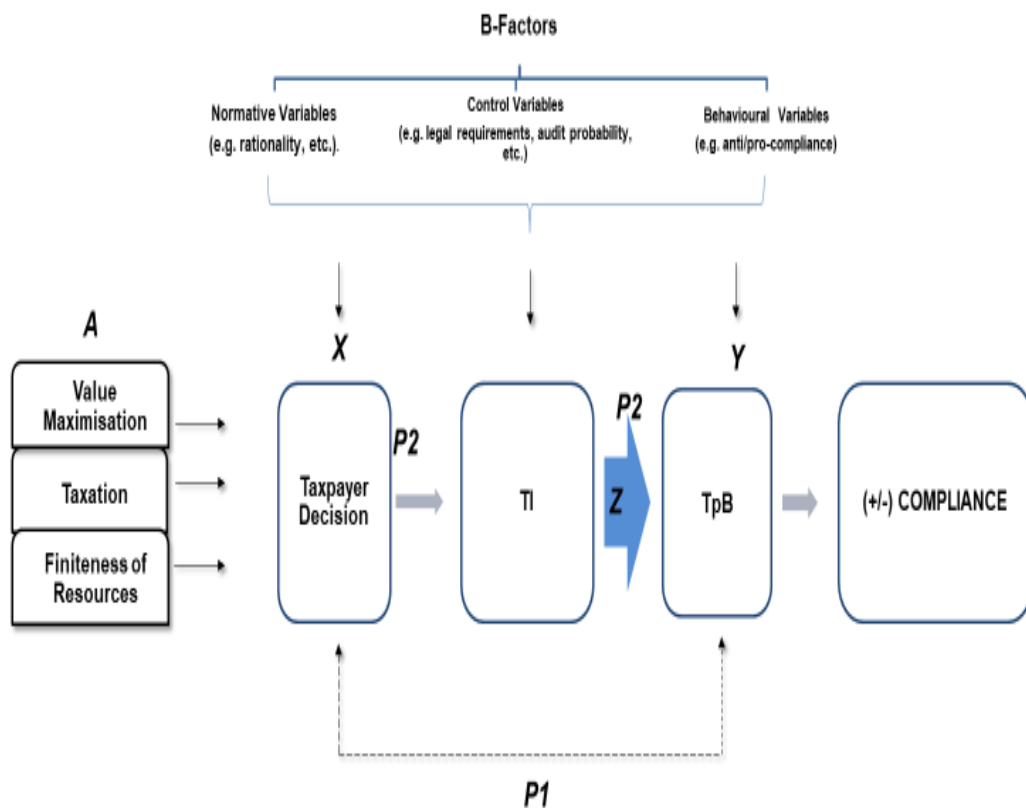 B-Factors
Normative Variables
(e.g. rationality, etc.).
Control Variables
(e.g. legal requirements, audit probability,
etc.)
Behavioural Variables
(e.g. anti/pro-compliance)
A
X
Y
Value
Maximisation
Taxation
Finiteness of
Resources
Taxpayer
Decision
P2
TI
P2
Z
TpB
(+/-) COMPLIANCE
P1